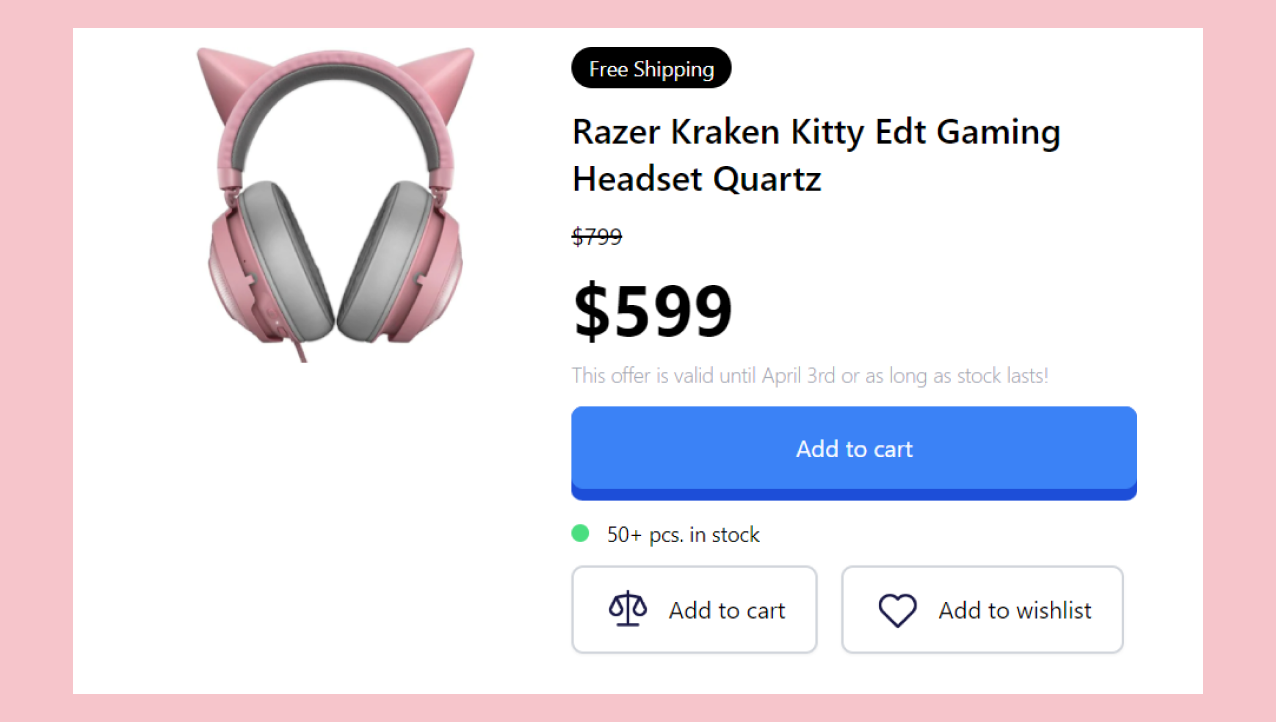 Free Shipping
Razer Kraken Kitty Edt Gaming
Headset Quartz
$799
$599
This offer is valid until April 3rd or as long as stock lasts!
Add to cart
50+ pcs. in stock
Add to cart
Add to wishlist